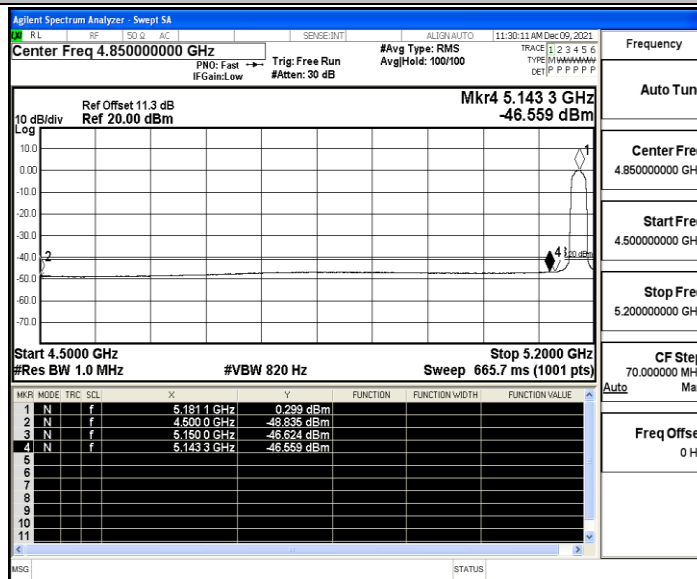 Agilent Spectrum Analyzer - Swept SA
RL RF 50 Ω AC SENSE:INT ALIGNAUTO 11:30:11 AM Dec 09, 2021
Center Freq 4.850000000 GHz #Avg Type: RMS TRACE 1 2 3 4 5 6
PNO: Fast Trig: Free Run Avg|Hold: 100/100 TYPE M
IFGain:Low #Atten: 30 dB DET P P P P P P
Frequency
Auto Tun
Mkr4 5.143 3 GHz
Ref Offset 11.3 dB
10 dB/div Ref 20.00 dBm -46.559 dBm
Log
10.0
0.00
-10.0
-20.0
-30.0
-40.0
-50.0
-60.0
-70.0
1
2
4
Start 4.5000 GHz Stop 5.2000 GHz
#Res BW 1.0 MHz #VBW 820 Hz Sweep 665.7 ms (1001 pts)
Center Fre
4.850000000 GH
Start Fre
4.500000000 GH
Stop Fre
5.200000000 GH
CF Step
70.000000 MH
Auto Ma
Freq Offse
0 H
MKR MODE TRC SCL X Y FUNCTION FUNCTION WIDTH FUNCTION VALUE
1 N f 5.181 1 GHz 0.299 dBm
2 N f 4.500 0 GHz -48.835 dBm
3 N f 5.150 0 GHz -46.624 dBm
4 N f 5.143 3 GHz -46.559 dBm
5
6
7
8
9
10
11
MSG STATUS